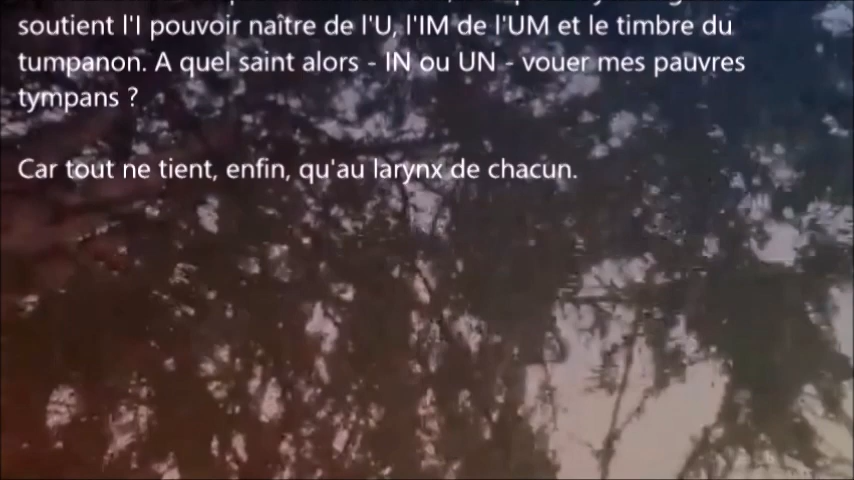 soutient l'I pouvoir naître de l'U, l'IM de l'UM et le timbre du
tumpanon. A quel saint alors - IN ou UN - vouer mes pauvres
tympans ?
Car tout ne tient, enfin, qu'au larynx de chacun.